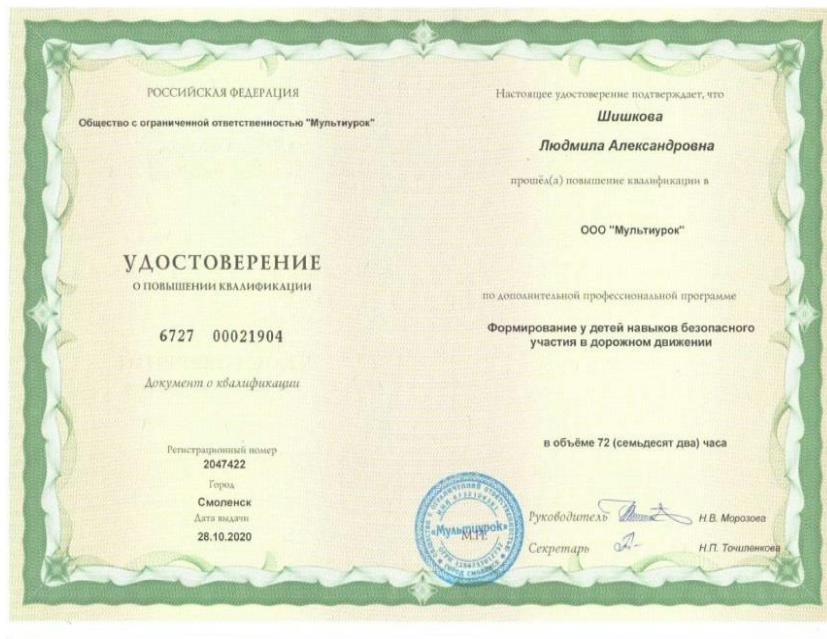 РОССИЙСКАЯ ФЕДЕРАЦИЯ
Общество с ограниченной ответственностью "Мультиурок"
УДОСТОВЕРЕНИЕ
О ПОВЫШЕНИИ КВАЛИФИКАЦИИ
6727 00021904
Документ о квалификации
Регистрационный номер
2047422
Город
Смоленск
Дата выдачи
28.10.2020
Настоящее удостоверение подтверждает, что
Шишкова
Людмила Александровна
прошёл(а) повышение квалификации в
ООО "Мультиурок"
по дополнительной профессиональной программе
Формирование у детей навыков безопасного
участия в дорожном движении
в объёме 72 (семьдесят два) часа
«Мультиурок»
М.П.
Руководитель Н.В. Морозова
Секретарь Н.П. Точиленкова